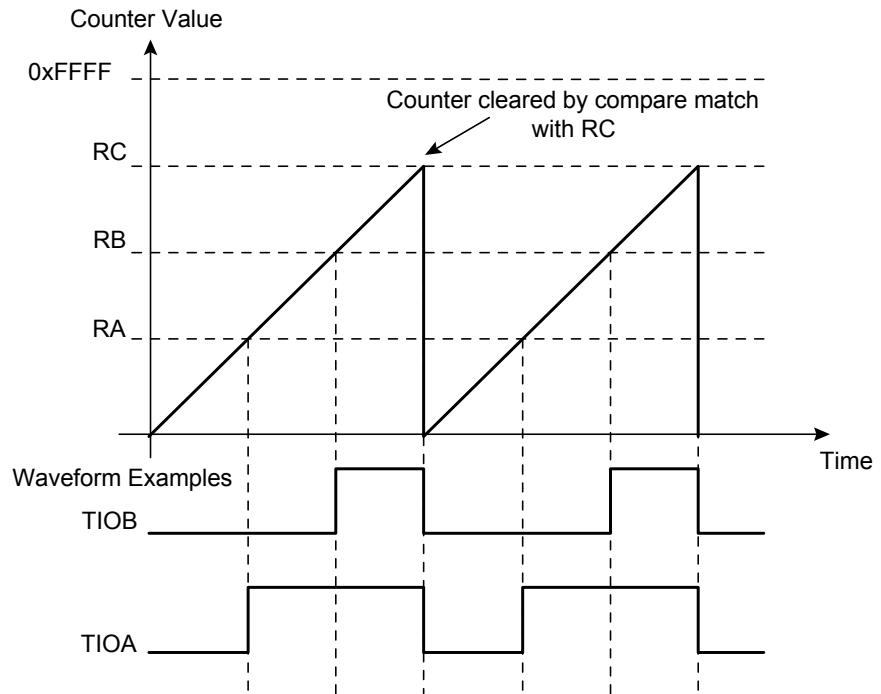 Counter Value
0xFFFF
Counter cleared by compare match
with RC
RC
RB
RA
Time
Waveform Examples
TIOB
TIOA